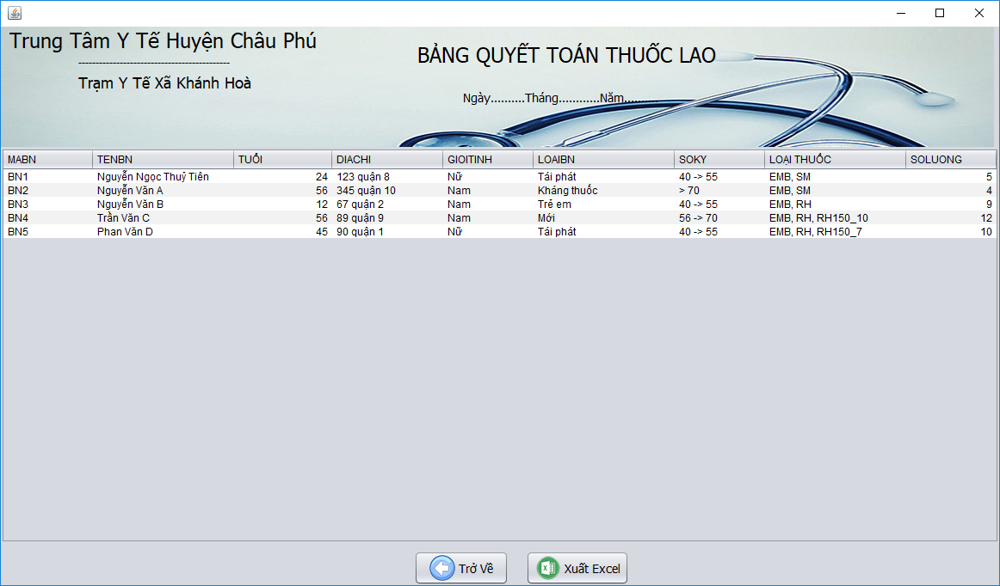 Trung Tâm Y Tế Huyện Châu Phú
--------------------------------------------
Trạm Y Tế Xã Khánh Hoà
BẢNG QUYẾT TOÁN THUỐC LAO
Ngày..........Tháng............Năm..........
MABN TENBN TUỔI DIACHI GIOITINH LOAIBN SOKY LOẠI THUỐC SOLUONG
BN1 Nguyễn Ngọc Thuỷ Tiên 24 123 quận 8 Nữ Tái phát 40 -> 55 EMB, SM 5
BN2 Nguyễn Văn A 56 345 quận 10 Nam Kháng thuốc > 70 EMB, SM 4
BN3 Nguyễn Văn B 12 67 quận 2 Nam Trẻ em 40 -> 55 EMB, RH 9
BN4 Trần Văn C 56 89 quận 9 Nam Mới 56 -> 70 EMB, RH, RH150_10 12
BN5 Phan Văn D 45 90 quận 1 Nữ Tái phát 40 -> 55 EMB, RH, RH150_7 10
Trở Về
Xuất Excel